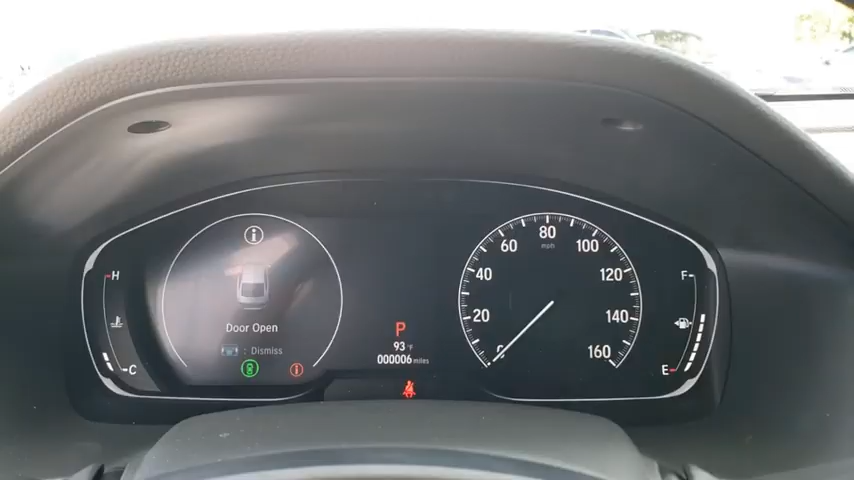 i
H
C
Door Open
: Dismiss
i
P
93 °F
000006 miles
0
20
40
60
80
100
120
140
160
mph
F
E